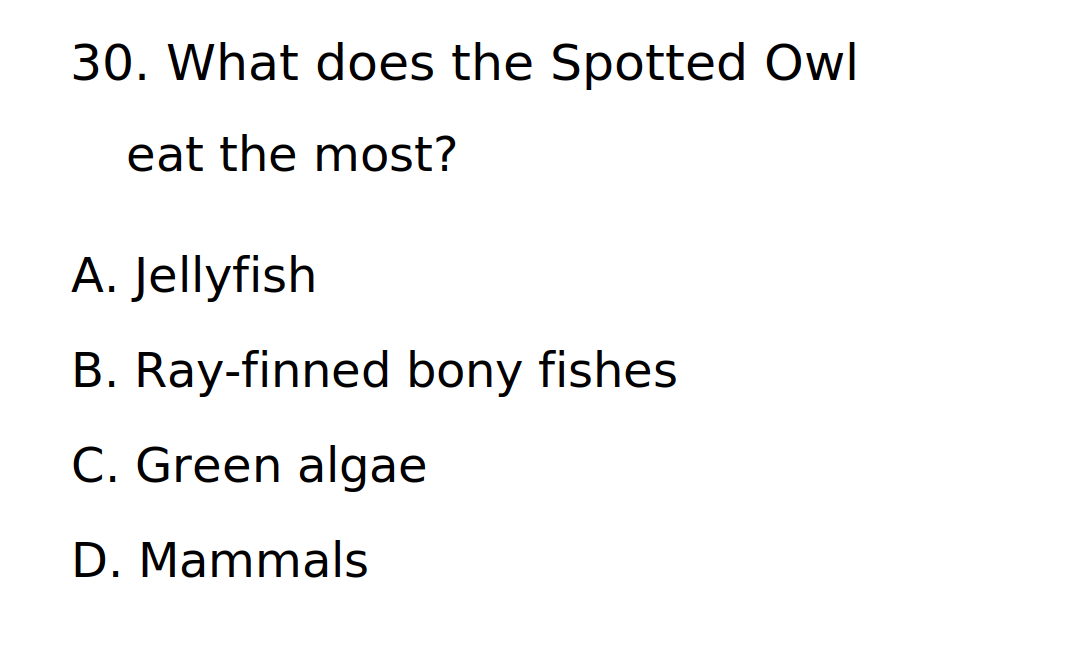 30. What does the Spotted Owl
eat the most?
A. Jellyfish
B. Ray-finned bony fishes
C. Green algae
D. Mammals